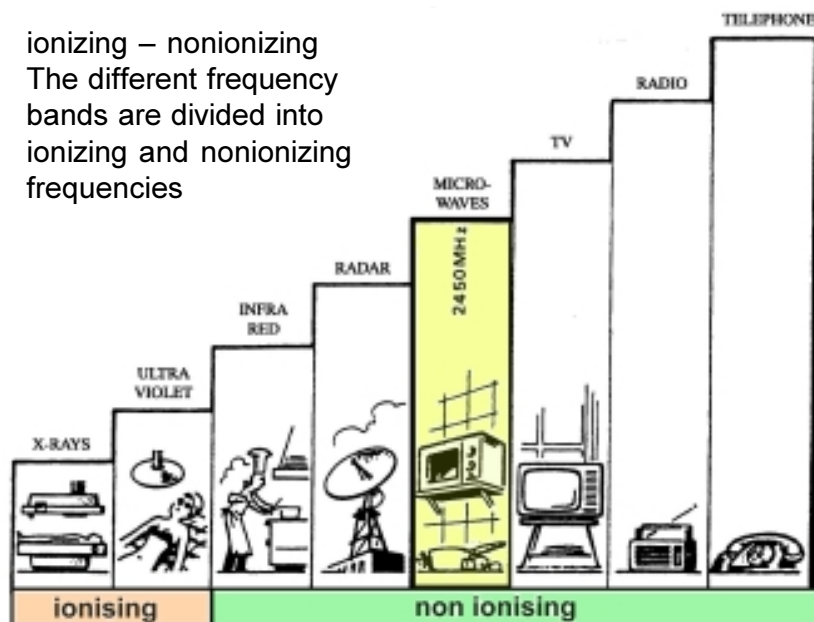 ionizing – nonionizing
The different frequency
bands are divided into
ionizing and nonionizing
frequencies
X-RAYS
ULTRA
VIOLET
INFRA
RED
RADAR
MICRO-
WAVES
2450MHz
TV
RADIO
TELEPHONE
ionising
non ionising